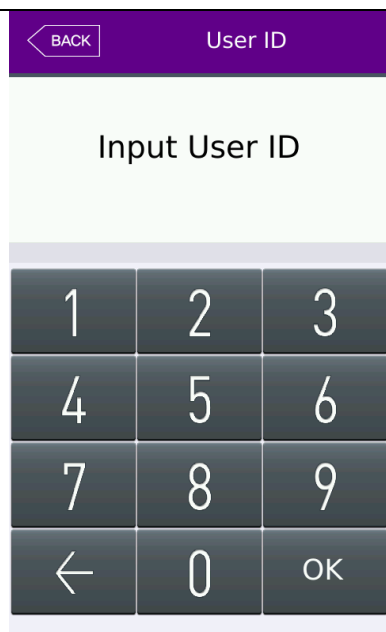 BACK User ID
Input User ID
1 2 3
4 5 6
7 8 9
← 0 OK